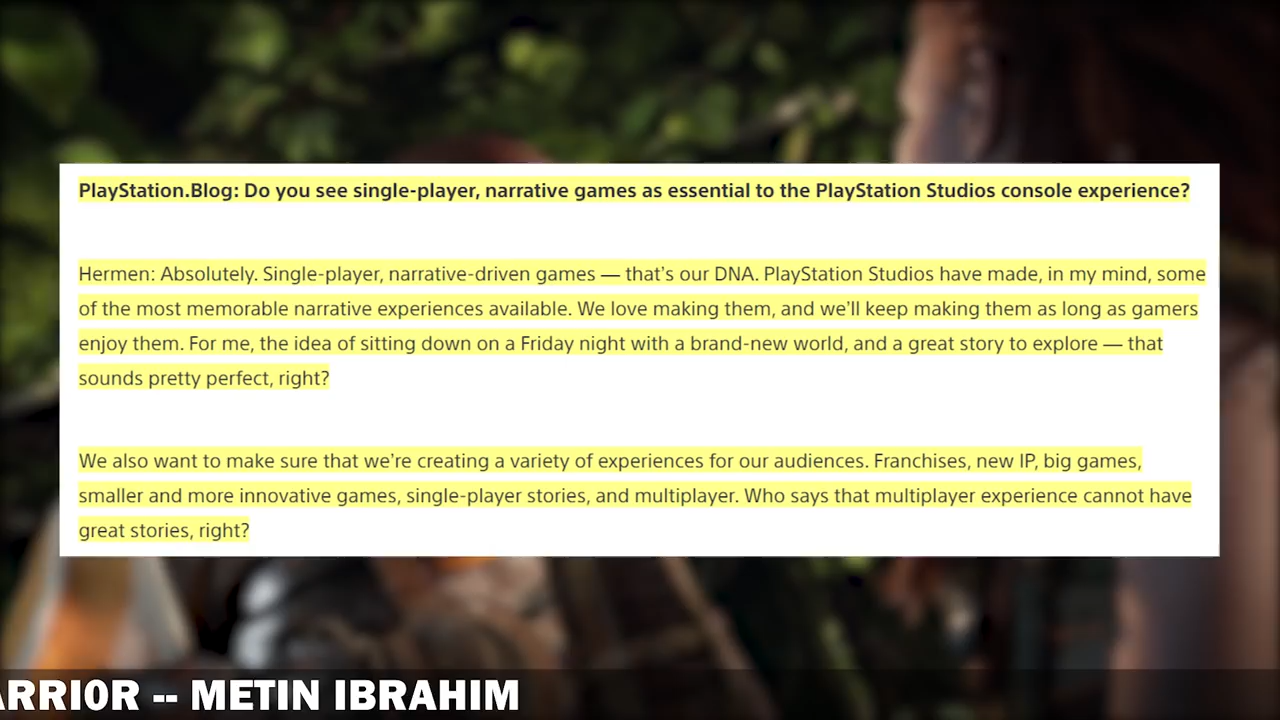 PlayStation.Blog: Do you see single-player, narrative games as essential to the PlayStation Studios console experience?
Hermen: Absolutely. Single-player, narrative-driven games — that’s our DNA. PlayStation Studios have made, in my mind, some
of the most memorable narrative experiences available. We love making them, and we’ll keep making them as long as gamers
enjoy them. For me, the idea of sitting down on a Friday night with a brand-new world, and a great story to explore — that
sounds pretty perfect, right?
We also want to make sure that we’re creating a variety of experiences for our audiences. Franchises, new IP, big games,
smaller and more innovative games, single-player stories, and multiplayer. Who says that multiplayer experience cannot have
great stories, right?
ARRI0R -- METIN IBRAHIM